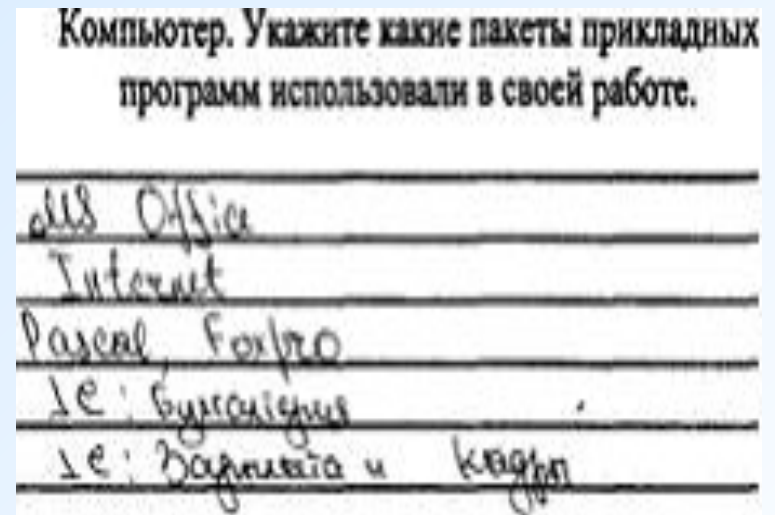 Компьютер. Укажите какие пакеты прикладных
программ использовали в своей работе.
MS Office
Internet
Pascal, Foxpro
1С: Бухгалтерия
1С: Зарплата и Кадры